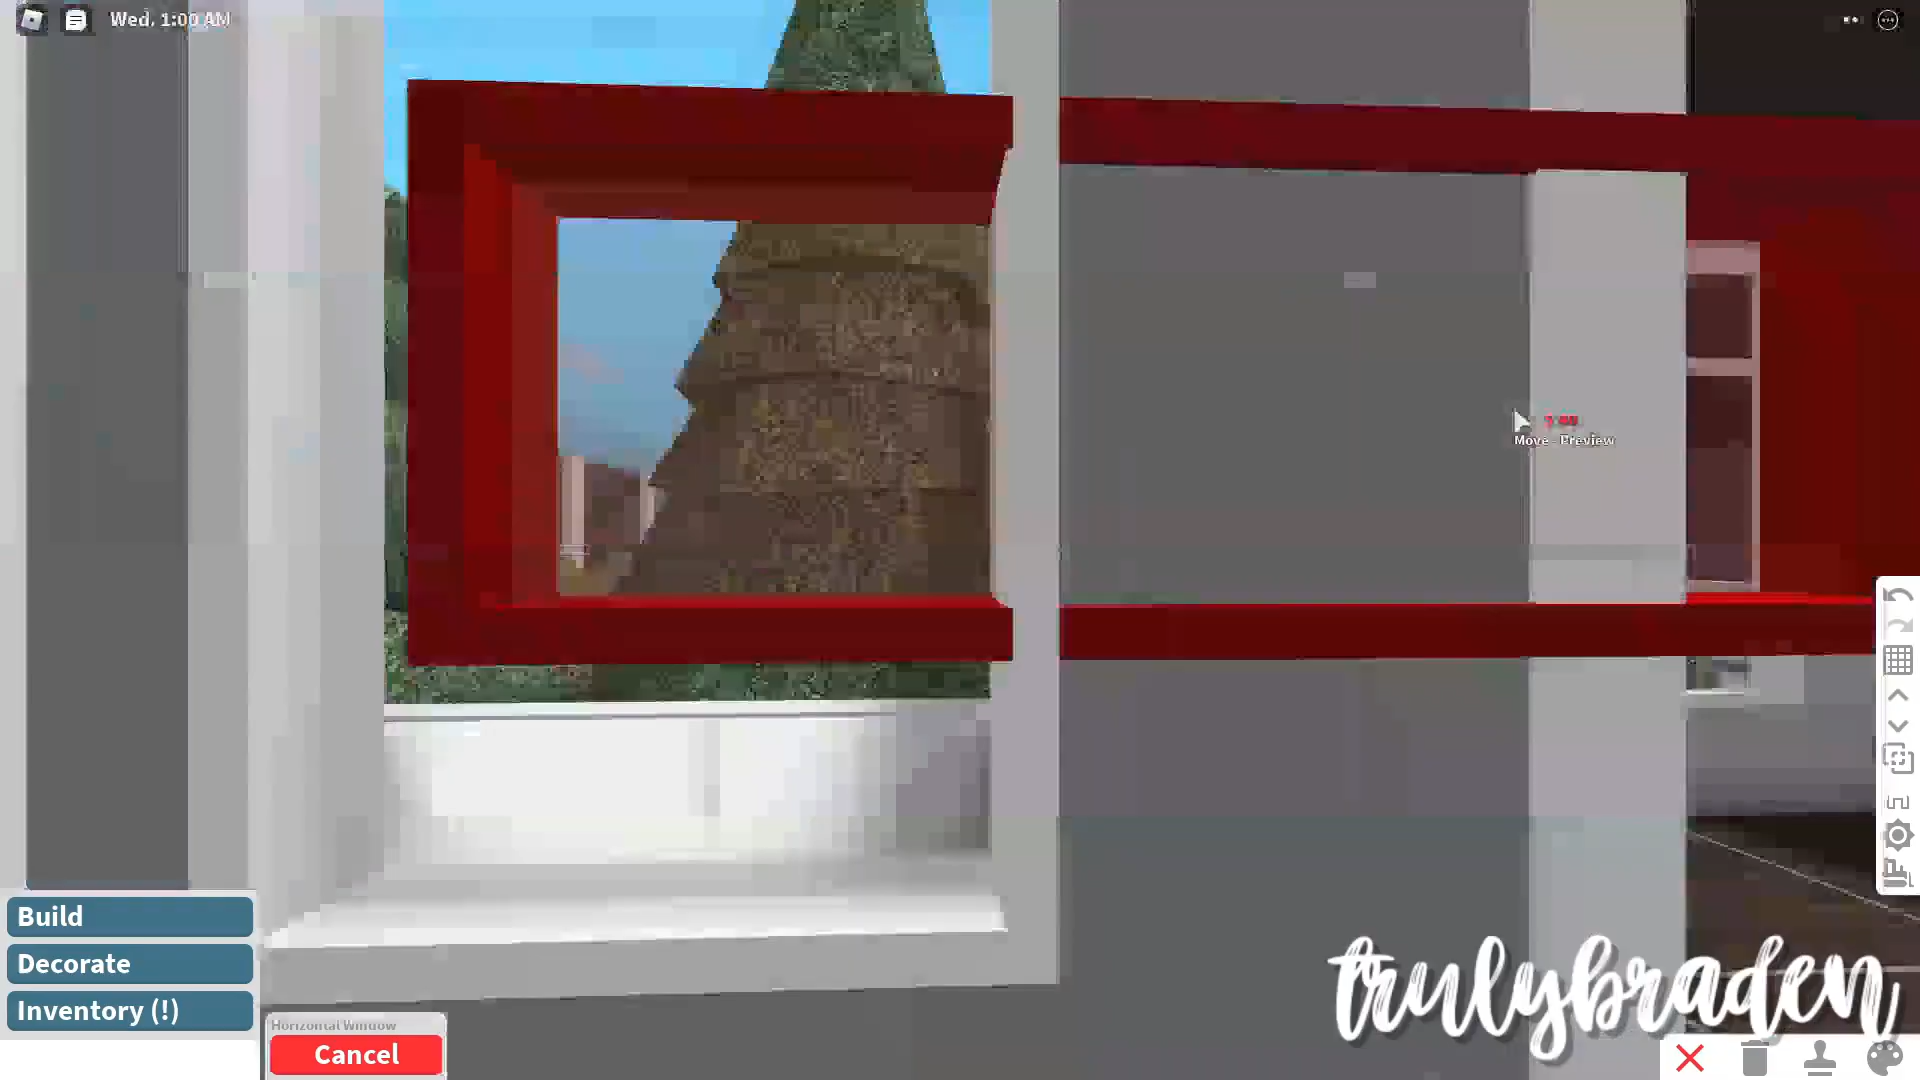 Wed, 1:00 AM
Move - Preview
Build
Decorate
Inventory (!)
Horizontal Window
Cancel
trulybraden